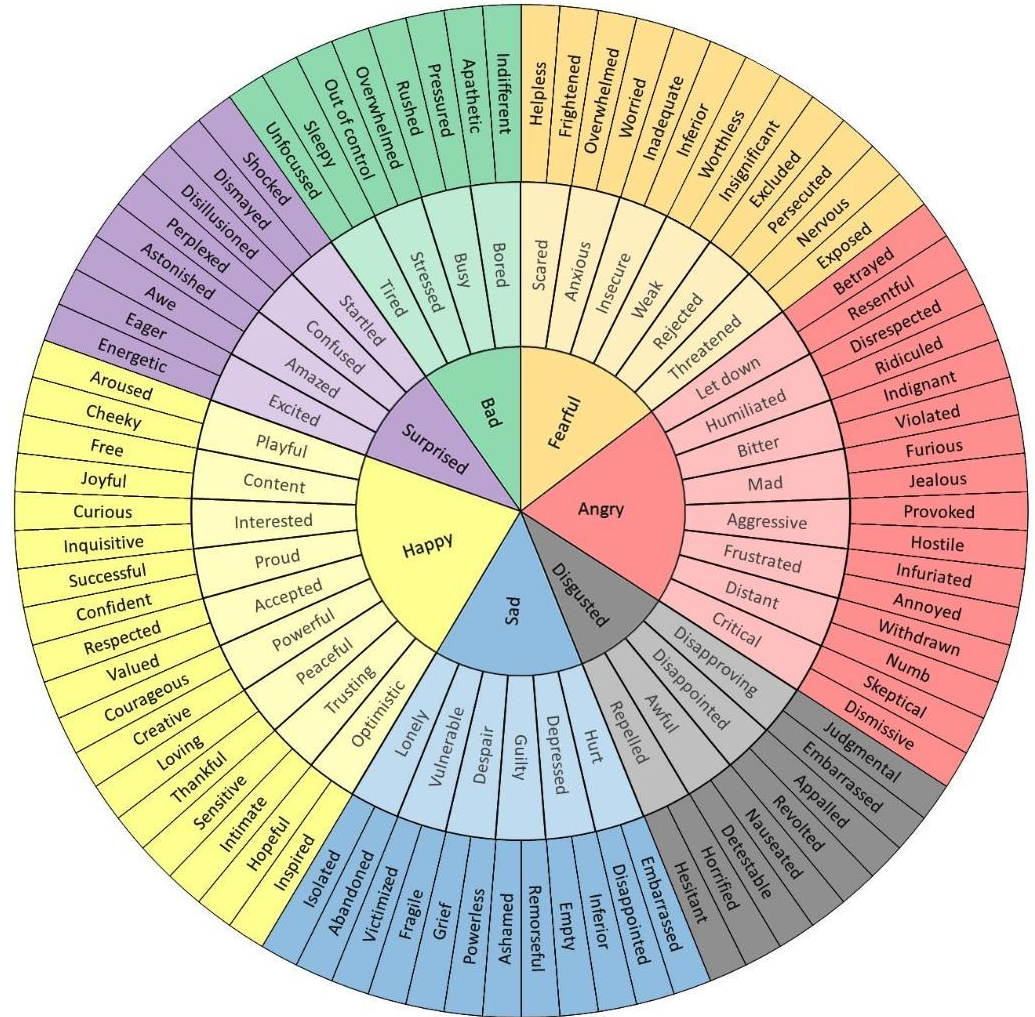 Fearful
Angry
Disgusted
Sad
Happy
Surprised
Bad
Scared
Anxious
Insecure
Weak
Rejected
Threatened
Let down
Humiliated
Bitter
Mad
Aggressive
Frustrated
Distant
Critical
Disapproving
Disappointed
Awful
Repelled
Hurt
Depressed
Guilty
Despair
Vulnerable
Lonely
Optimistic
Trusting
Peaceful
Powerful
Accepted
Proud
Interested
Content
Playful
Excited
Amazed
Confused
Startled
Tired
Stressed
Busy
Bored
Helpless
Frightened
Overwhelmed
Worried
Inadequate
Inferior
Worthless
Insignificant
Excluded
Persecuted
Nervous
Exposed
Betrayed
Resentful
Disrespected
Ridiculed
Indignant
Violated
Furious
Jealous
Provoked
Hostile
Infuriated
Annoyed
Withdrawn
Numb
Skeptical
Dismissive
Judgmental
Embarrassed
Appalled
Revolted
Nauseated
Detestable
Horrified
Hesitant
Embarrassed
Disappointed
Inferior
Empty
Remorseful
Ashamed
Powerless
Grief
Fragile
Victimized
Abandoned
Isolated
Inspired
Hopeful
Intimate
Sensitive
Thankful
Loving
Creative
Courageous
Valued
Respected
Confident
Successful
Inquisitive
Curious
Joyful
Free
Cheeky
Aroused
Energetic
Eager
Awe
Astonished
Perplexed
Disillusioned
Dismayed
Shocked
Unfocussed
Sleepy
Out of control
Overwhelmed
Rushed
Pressured
Apathetic
Indifferent